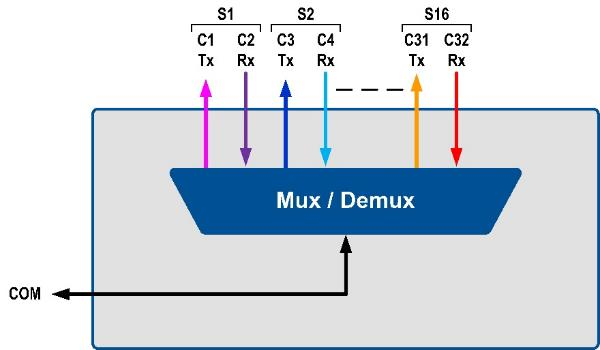 S1 S2 S16
C1 C2 C3 C4 C31 C32
Tx Rx Tx Rx Tx Rx
Mux / Demux
COM